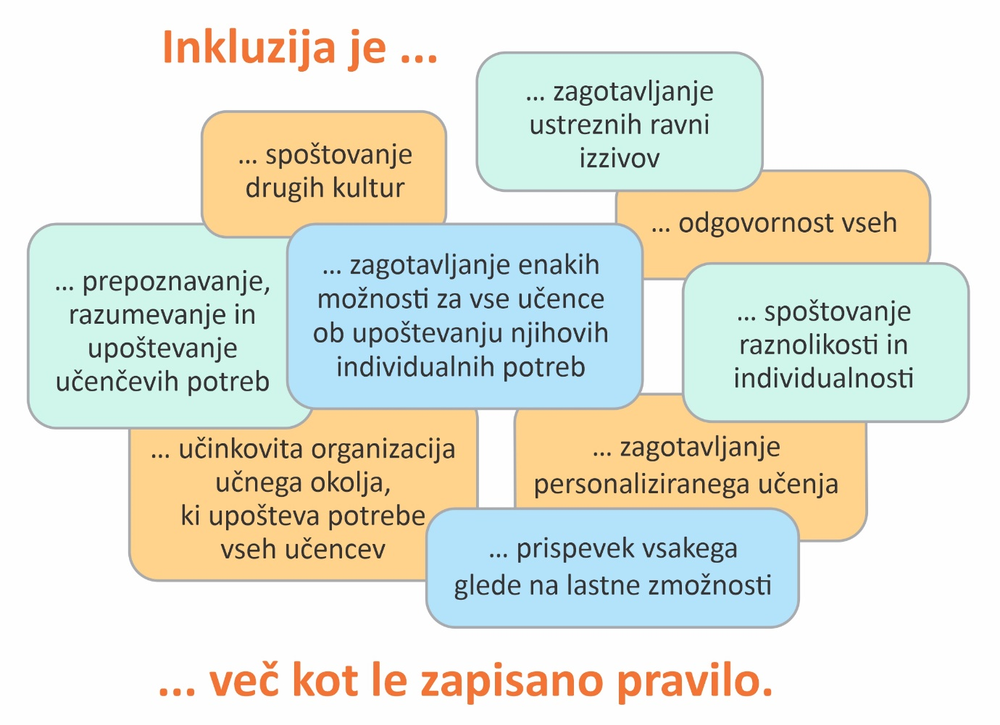 Inkluzija je ...
... zagotavljanje
ustreznih ravni
izzivov
... spoštovanje
drugih kultur
... odgovornost vseh
... prepoznavanje,
razumevanje in
upoštevanje
učenčevih potreb
... zagotavljanje enakih
možnosti za vse učence
ob upoštevanju njihovih
individualnih potreb
... spoštovanje
raznolikosti in
individualnosti
... učinkovita organizacija
učnega okolja,
ki upošteva potrebe
vseh učencev
... zagotavljanje
personaliziranega učenja
... prispevek vsakega
glede na lastne zmožnosti
... več kot le zapisano pravilo.